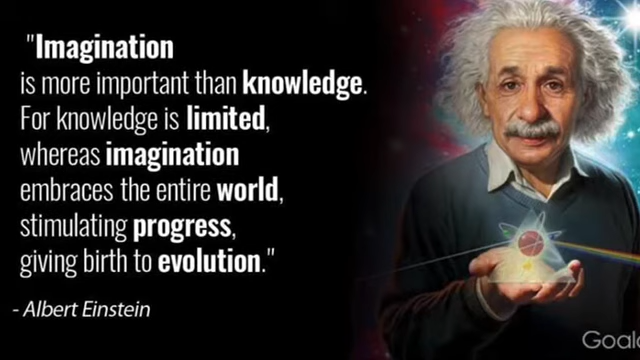 "Imagination
is more important than knowledge.
For knowledge is limited,
whereas imagination
embraces the entire world,
stimulating progress,
giving birth to evolution."
- Albert Einstein